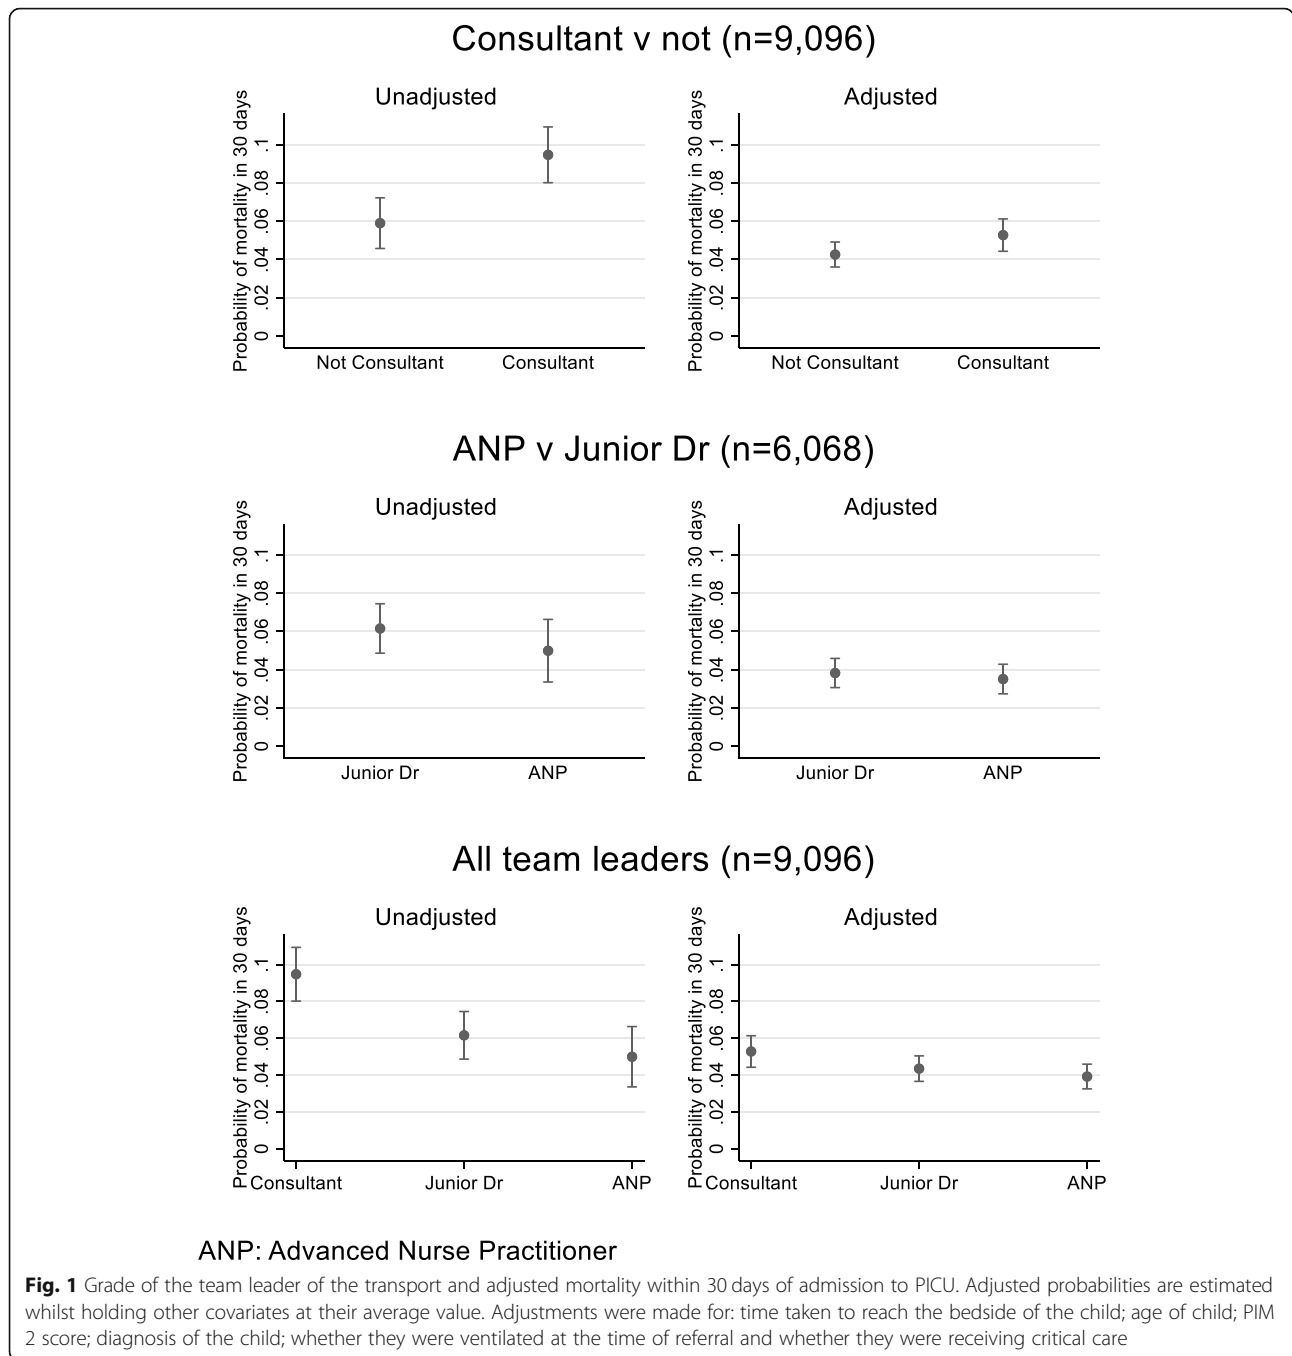 Consultant v not (n=9,096)
Unadjusted
Probability of mortality in 30 days
0 .02 .04 .06 .08 .1
Not Consultant Consultant
Adjusted
Probability of mortality in 30 days
0 .02 .04 .06 .08 .1
Not Consultant Consultant
ANP v Junior Dr (n=6,068)
Unadjusted
Probability of mortality in 30 days
0 .02 .04 .06 .08 .1
Junior Dr ANP
Adjusted
Probability of mortality in 30 days
0 .02 .04 .06 .08 .1
Junior Dr ANP
All team leaders (n=9,096)
Unadjusted
Probability of mortality in 30 days
0 .02 .04 .06 .08 .1
Consultant Junior Dr ANP
Adjusted
Probability of mortality in 30 days
0 .02 .04 .06 .08 .1
Consultant Junior Dr ANP
ANP: Advanced Nurse Practitioner
Fig. 1 Grade of the team leader of the transport and adjusted mortality within 30 days of admission to PICU. Adjusted probabilities are estimated
whilst holding other covariates at their average value. Adjustments were made for: time taken to reach the bedside of the child; age of child; PIM
2 score; diagnosis of the child; whether they were ventilated at the time of referral and whether they were receiving critical care